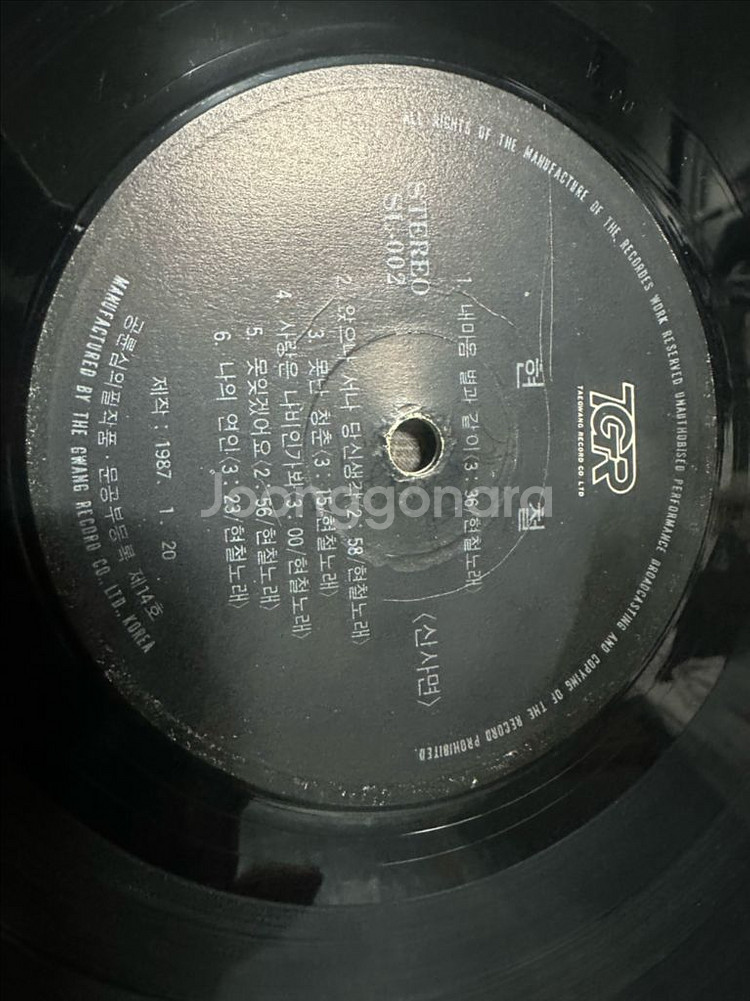 ALL RIGHTS OF THE MANUFACTURE OF THE RECORDES WORK RESERVED UNAUTHORISED PERFORMANCE BROADCASTING AND COPYING OF THE RECORD PROHIBITED.
TGR
TAEGWANG RECORD CO LTD
현 철
STEREO
SL-002
〈신사면〉
1. 내마음 별과 같이〈3:36/현철노래〉
2. 앉으나 서나 당신생각〈2:58/현철노래〉
3. 못난 청춘〈3:15/현철노래〉
4. 사랑은 나비인가봐〈3:00/현철노래〉
5. 못잊겠어요〈2:56/현철노래〉
6. 나의 연인〈3:23/현철노래〉
제작 : 1987. 1. 20
공륜심의필작품·문공부등록 제14호
MANUFACTURED BY THE GWANG RECORD CO. LTD. KOREA
Joonggonara